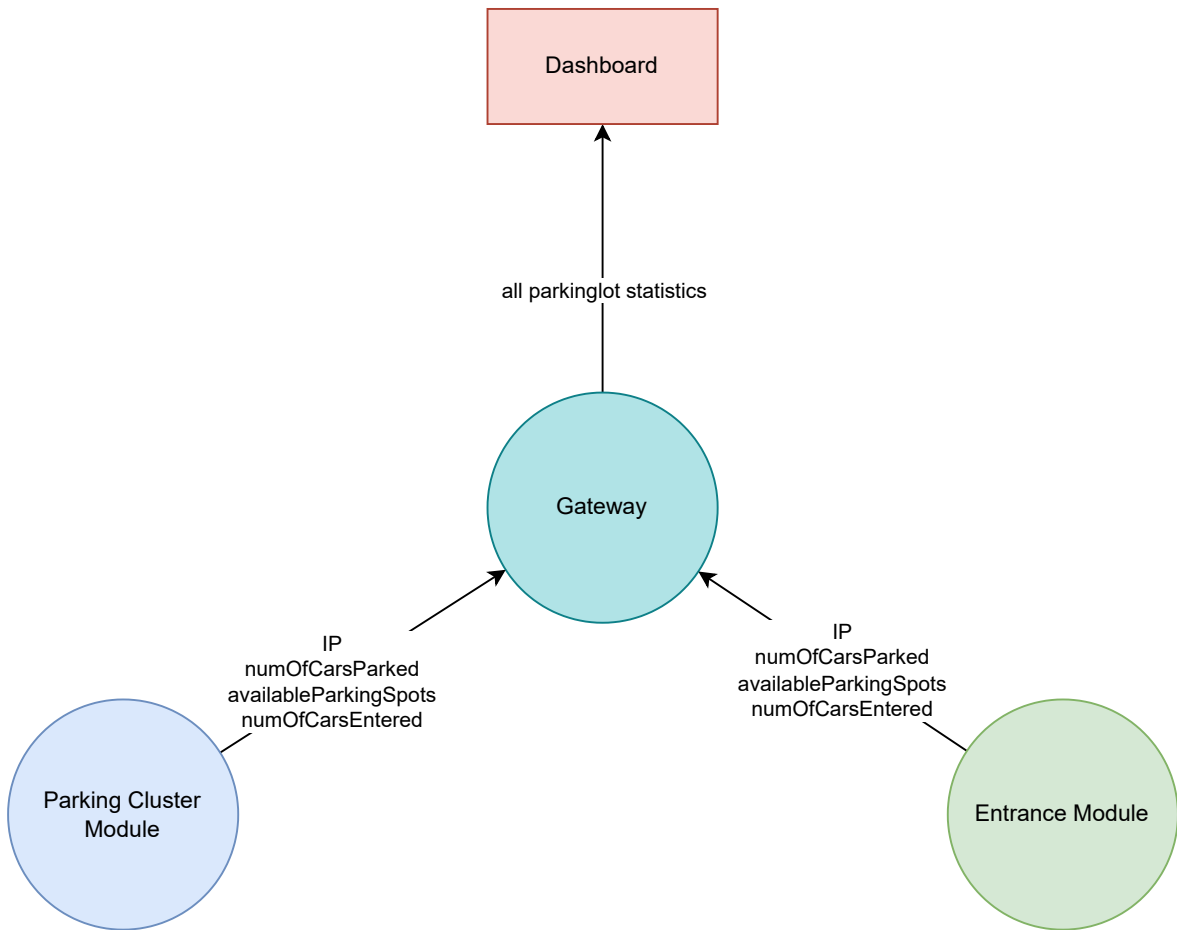 Dashboard
all parkinglot statistics
Gateway
IP
numOfCarsParked
availableParkingSpots
numOfCarsEntered
IP
numOfCarsParked
availableParkingSpots
numOfCarsEntered
Parking Cluster
Module
Entrance Module